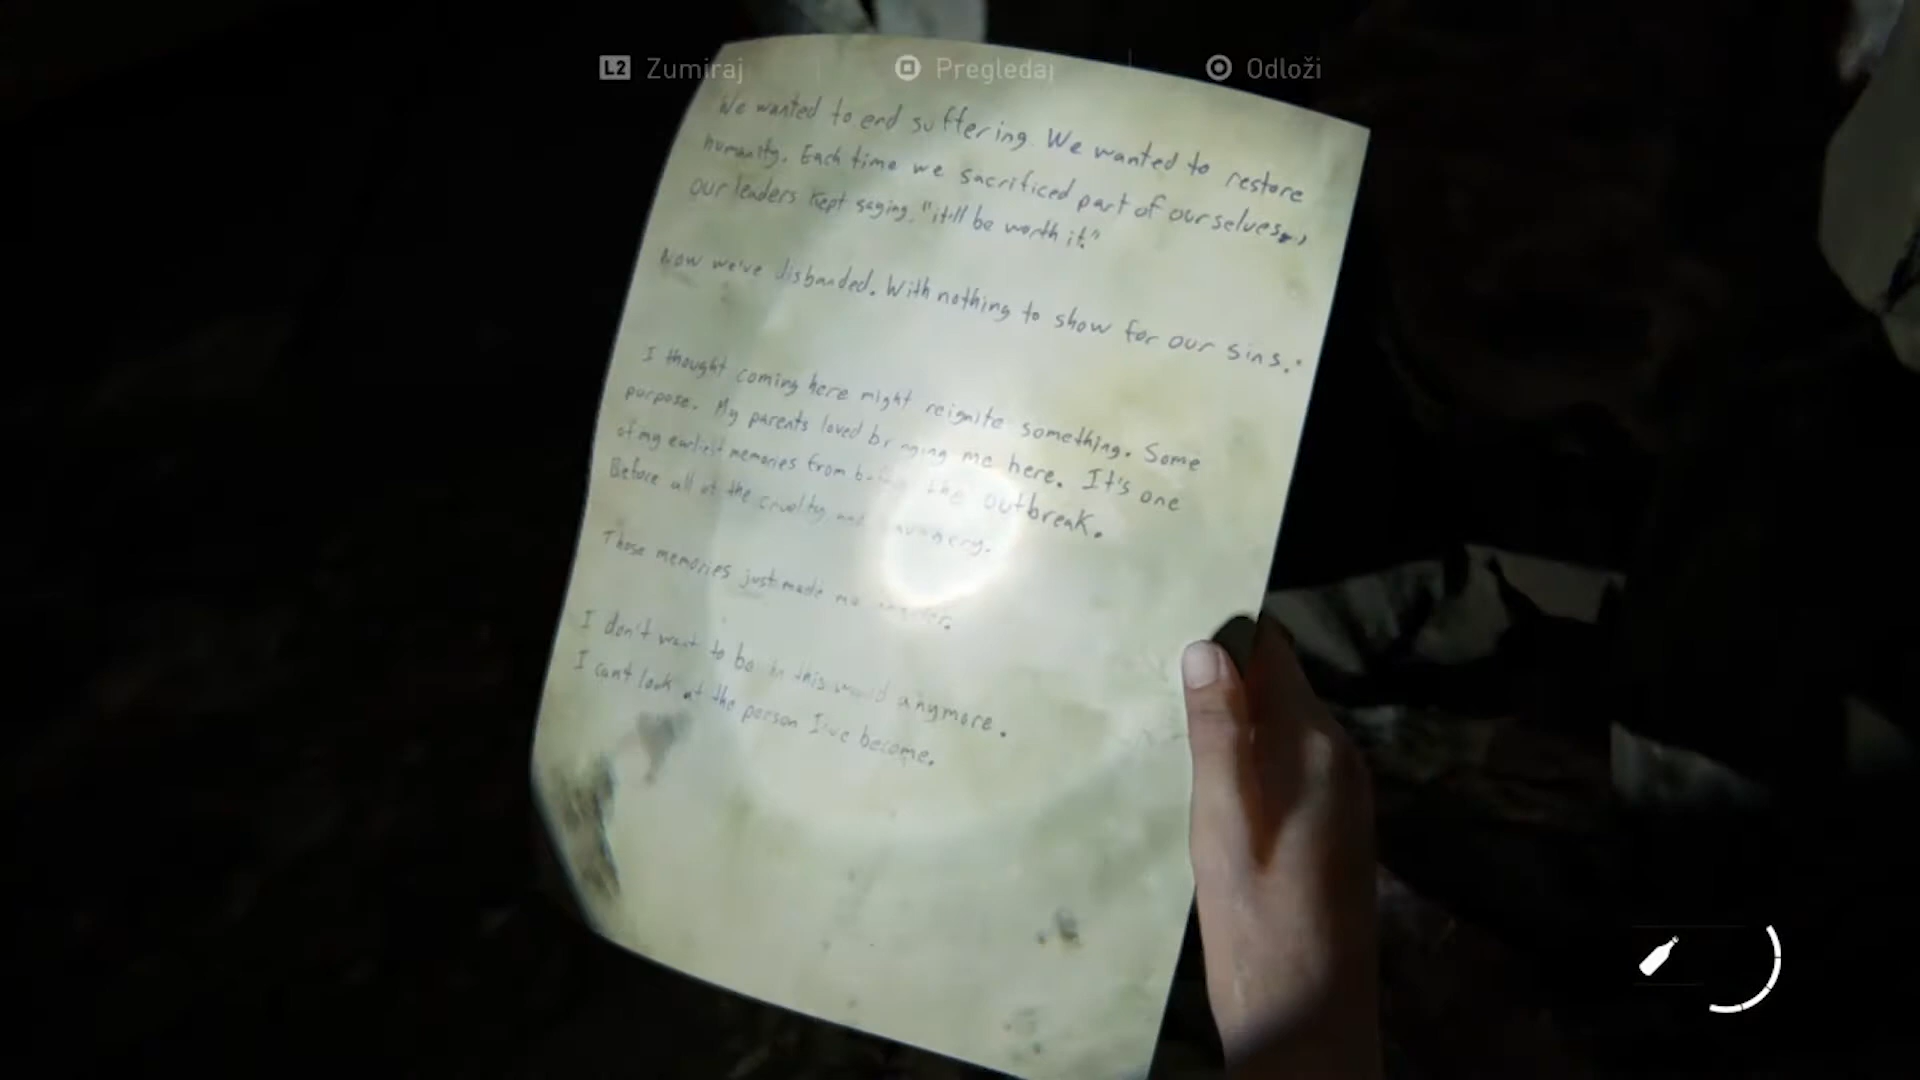 L2 Zumiraj Pregledaj Odloži
We wanted to end suffering. We wanted to restore
humanity. Each time we sacrificed part of ourselves,
our leaders kept saying, "it'll be worth it."
Now we've disbanded. With nothing to show for our sins.
I thought coming here might reignite something. Some
purpose. My parents loved bringing me here. It's one
of my earliest memories from before the outbreak.
Before all of the cruelty and savagery.
Those memories just made me
I don't want to be in this world anymore.
I can't look at the person I've become.